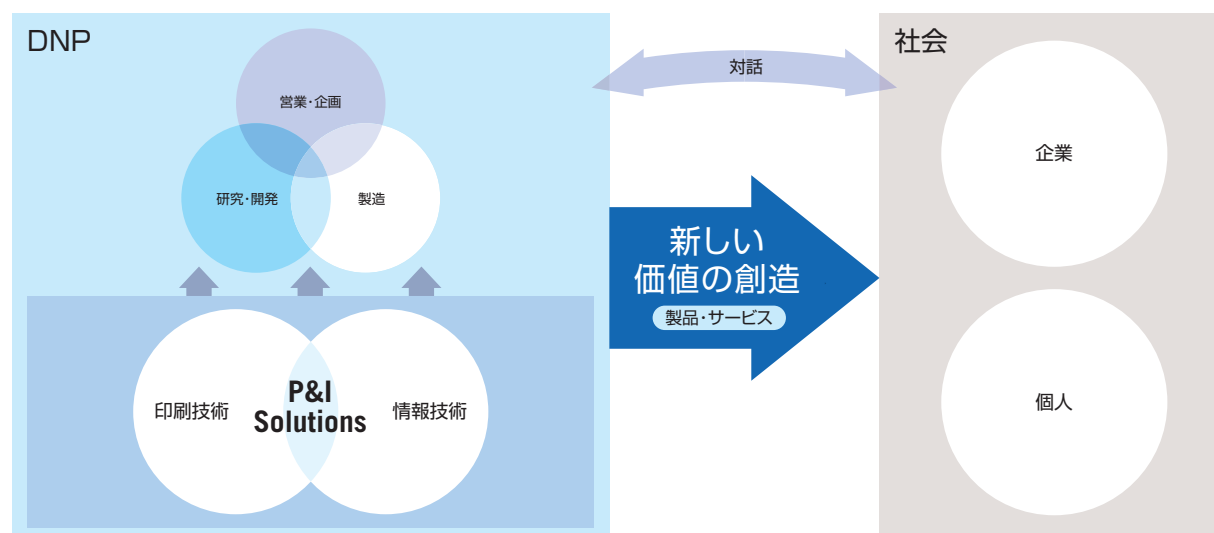 DNP
営業・企画
研究・開発
製造
印刷技術
P&I
Solutions
情報技術
対話
新しい
価値の創造
製品・サービス
社会
企業
個人